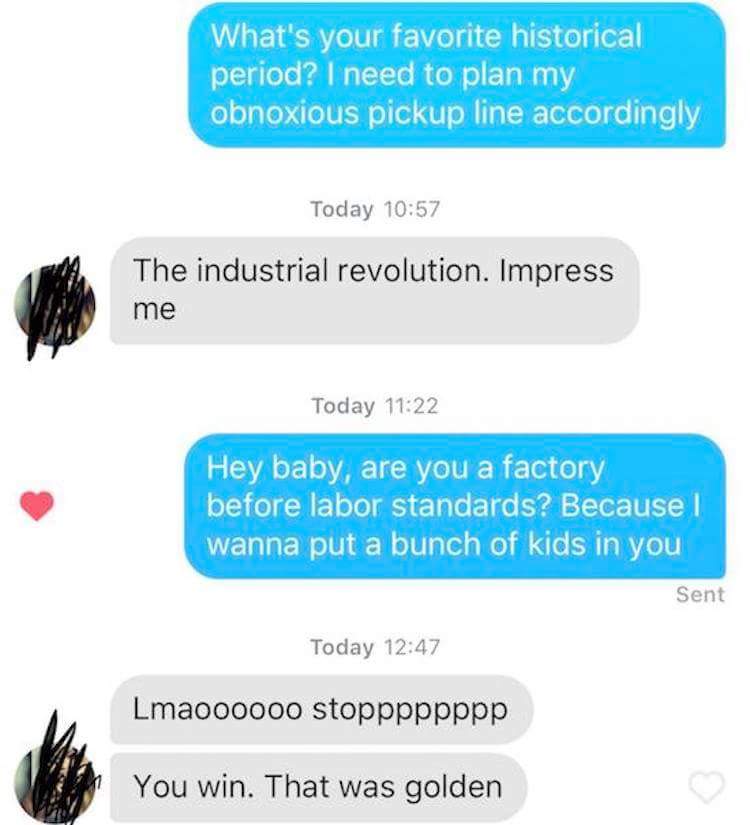 What's your favorite historical
period? I need to plan my
obnoxious pickup line accordingly
Today 10:57
The industrial revolution. Impress
me
Today 11:22
Hey baby, are you a factory
before labor standards? Because I
wanna put a bunch of kids in you
Sent
Today 12:47
Lmaoooooo stopppppppp
You win. That was golden